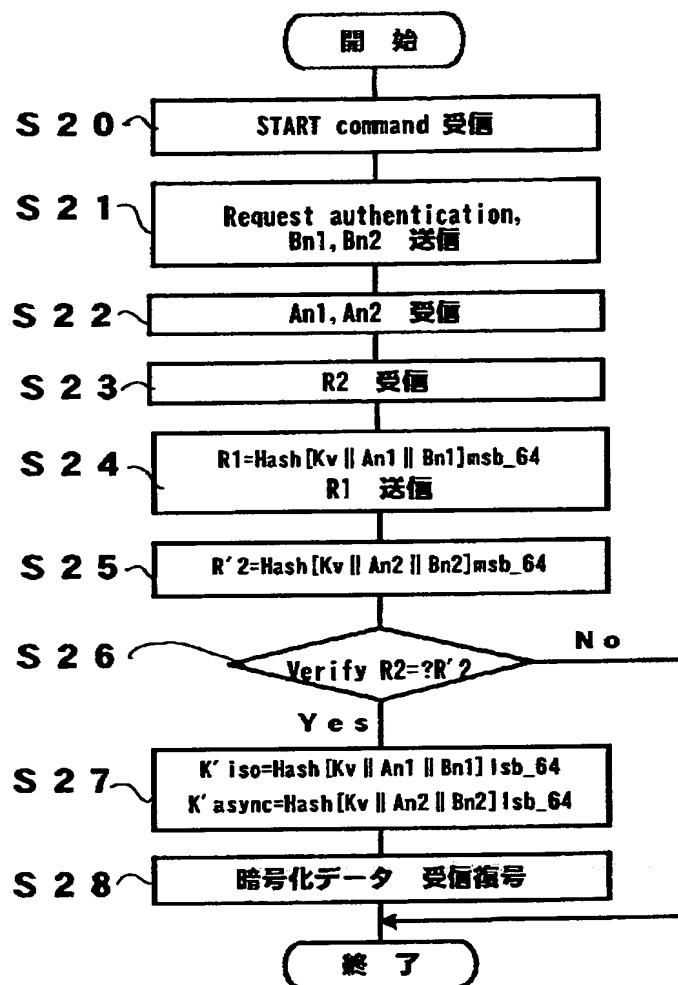 開始
S20
START command 受信
S21
Request authentication,
Bn1,Bn2 送信
S22
An1,An2 受信
S23
R2 受信
S24
R1=Hash[Kv‖An1‖Bn1]msb_64
R1 送信
S25
R'2=Hash[Kv‖An2‖Bn2]msb_64
S26
Verify R2=?R'2
No
Yes
S27
K'iso=Hash[Kv‖An1‖Bn1]lsb_64
K'async=Hash[Kv‖An2‖Bn2]lsb_64
S28
暗号化データ 受信復号
終了